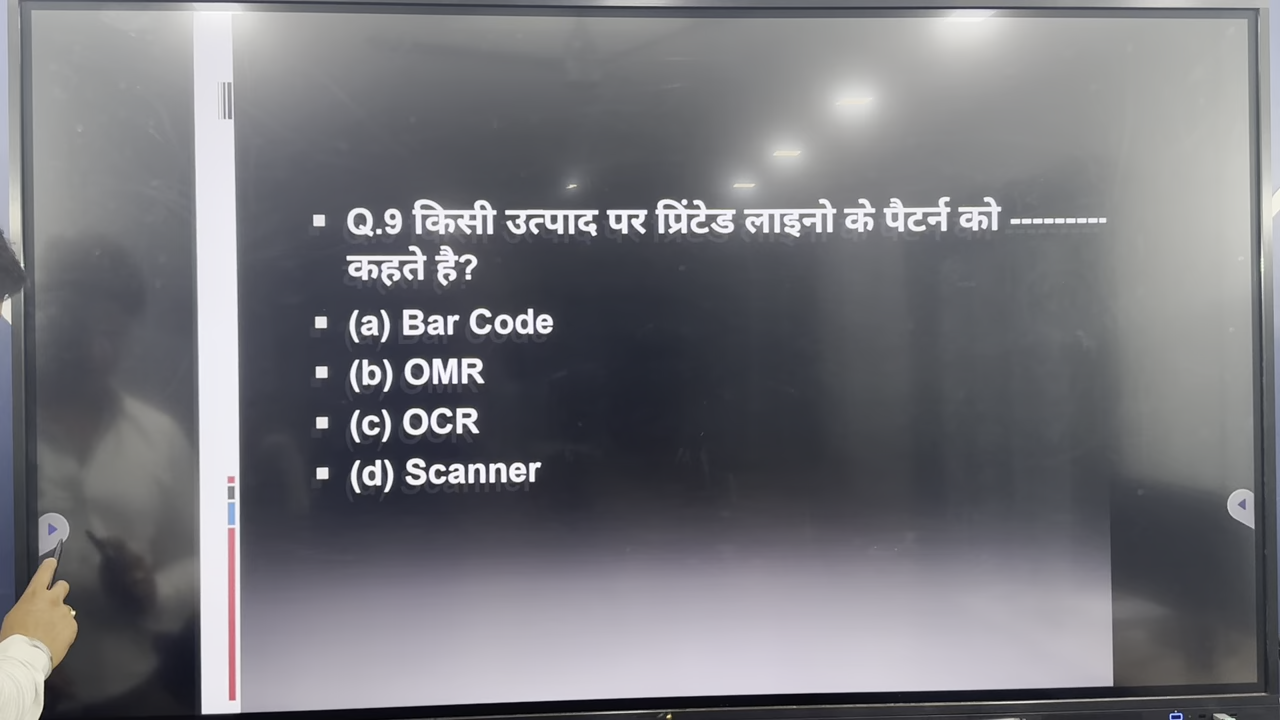 Q.9 किसी उत्पाद पर प्रिंटेड लाइनो के पैटर्न को ---------
कहते है?
(a) Bar Code
(b) OMR
(c) OCR
(d) Scanner